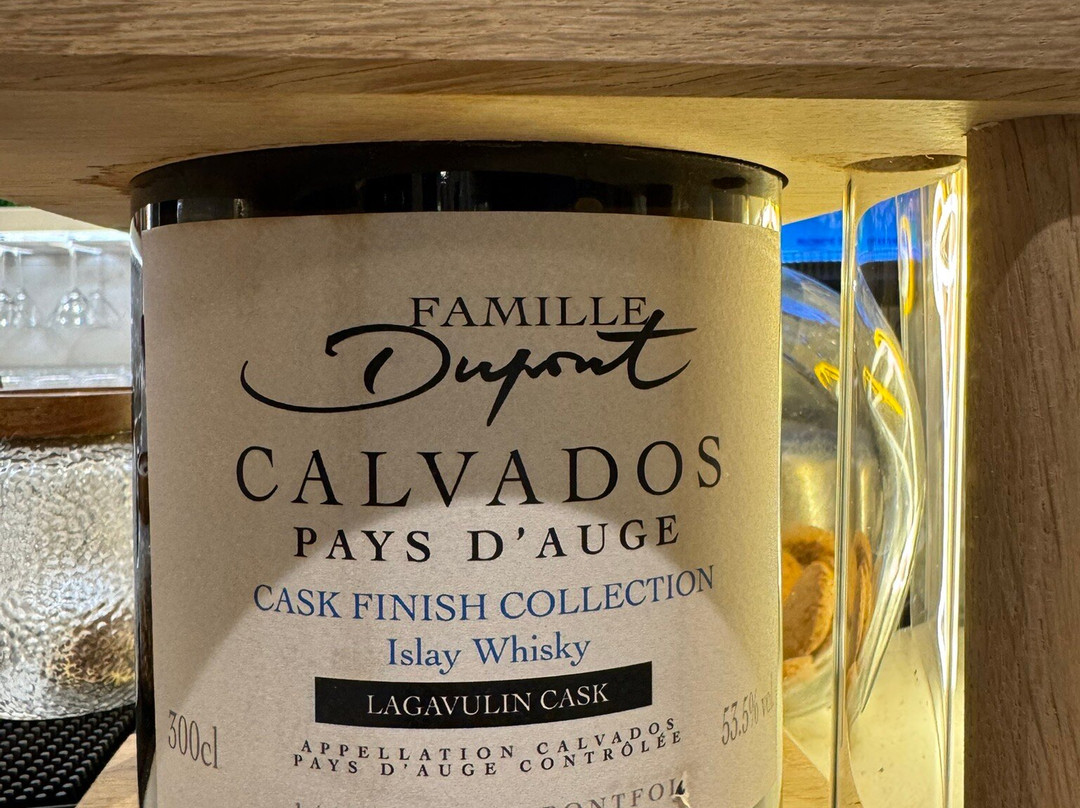 FAMILLE
Dupont
CALVADOS
PAYS D'AUGE
CASK FINISH COLLECTION
Islay Whisky
LAGAVULIN CASK
300cl
53.5% vol
APPELLATION CALVADOS
PAYS D'AUGE CONTRÔLÉE